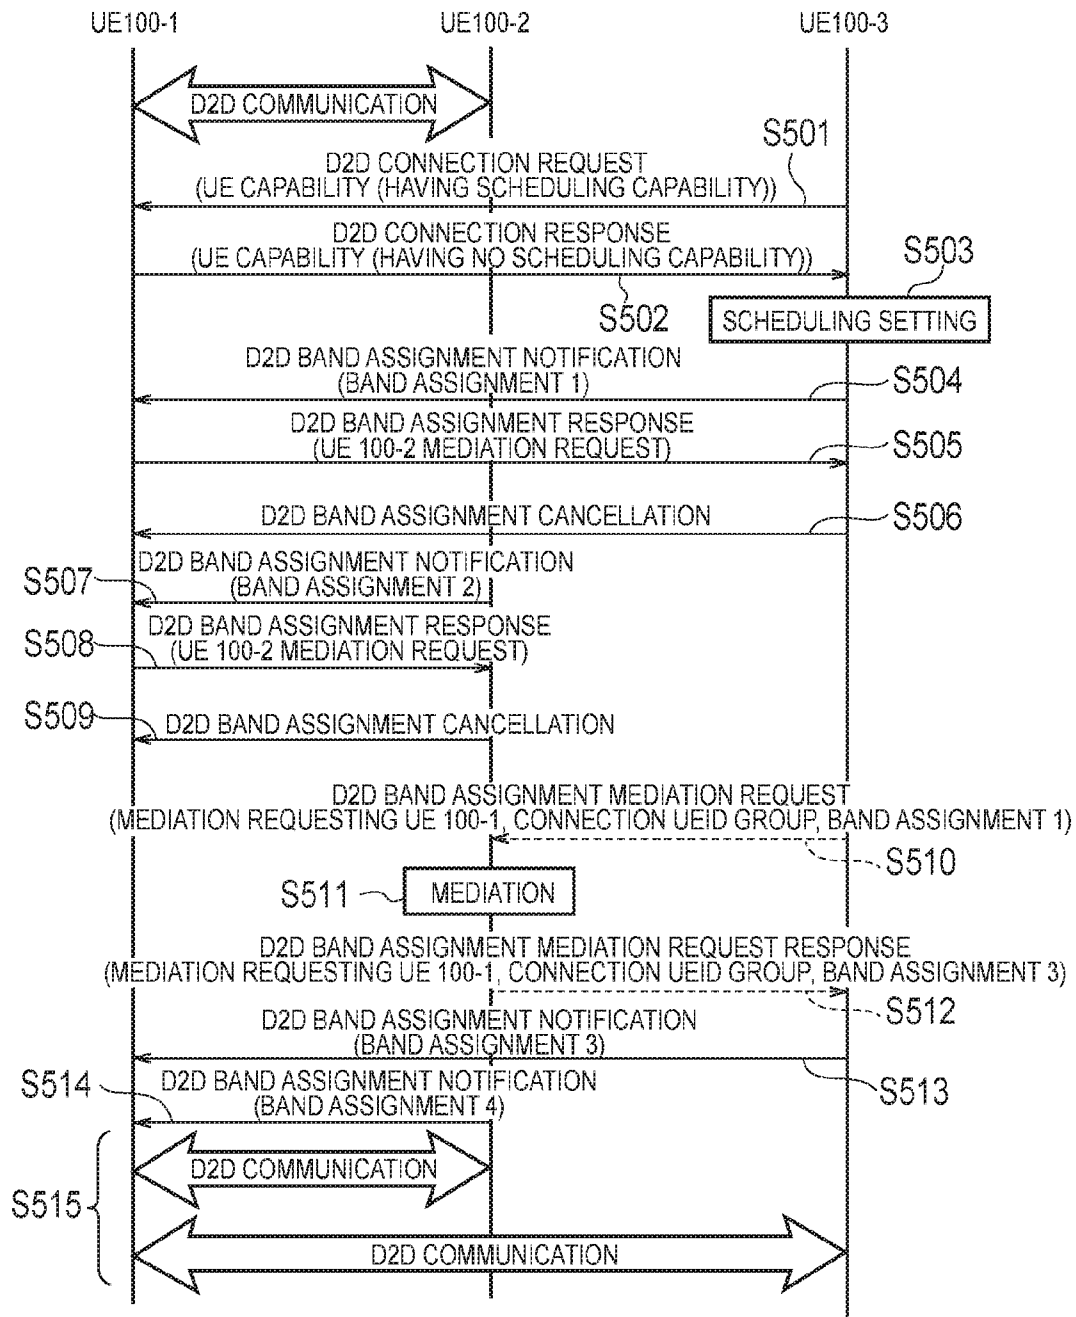 UE100-1
UE100-2
UE100-3
D2D COMMUNICATION
S501
D2D CONNECTION REQUEST
(UE CAPABILITY (HAVING SCHEDULING CAPABILITY))
D2D CONNECTION RESPONSE
(UE CAPABILITY (HAVING NO SCHEDULING CAPABILITY))
S502
S503
SCHEDULING SETTING
D2D BAND ASSIGNMENT NOTIFICATION
(BAND ASSIGNMENT 1)
S504
D2D BAND ASSIGNMENT RESPONSE
(UE 100-2 MEDIATION REQUEST)
S505
D2D BAND ASSIGNMENT CANCELLATION
S506
D2D BAND ASSIGNMENT NOTIFICATION
(BAND ASSIGNMENT 2)
S507
D2D BAND ASSIGNMENT RESPONSE
(UE 100-2 MEDIATION REQUEST)
S508
S509
D2D BAND ASSIGNMENT CANCELLATION
D2D BAND ASSIGNMENT MEDIATION REQUEST
(MEDIATION REQUESTING UE 100-1, CONNECTION UEID GROUP, BAND ASSIGNMENT 1)
S510
S511
MEDIATION
D2D BAND ASSIGNMENT MEDIATION REQUEST RESPONSE
(MEDIATION REQUESTING UE 100-1, CONNECTION UEID GROUP, BAND ASSIGNMENT 3)
S512
D2D BAND ASSIGNMENT NOTIFICATION
(BAND ASSIGNMENT 3)
S513
D2D BAND ASSIGNMENT NOTIFICATION
(BAND ASSIGNMENT 4)
S514
D2D COMMUNICATION
S515
D2D COMMUNICATION